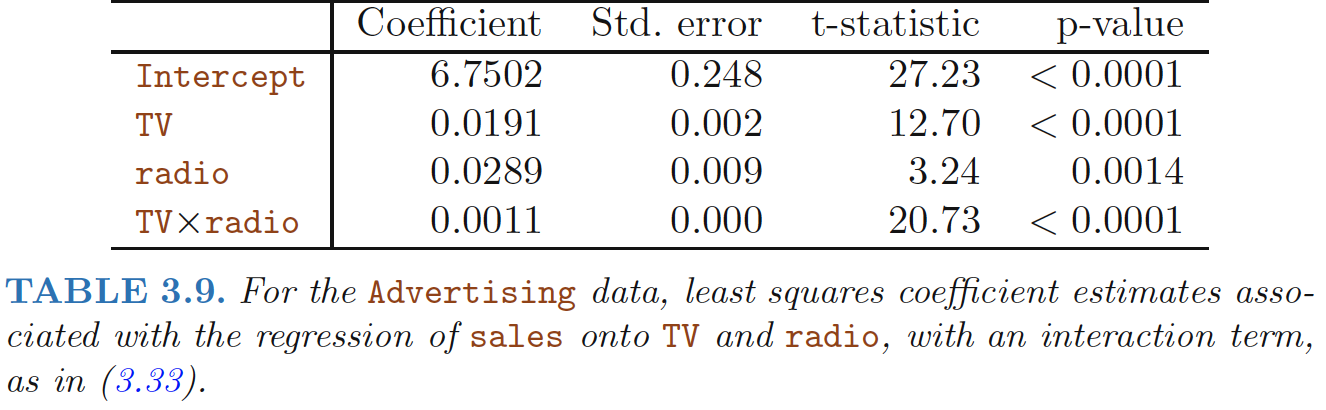 Coefficient Std. error t-statistic p-value
Intercept 6.7502 0.248 27.23 < 0.0001
TV 0.0191 0.002 12.70 < 0.0001
radio 0.0289 0.009 3.24 0.0014
TV×radio 0.0011 0.000 20.73 < 0.0001
TABLE 3.9. For the Advertising data, least squares coefficient estimates asso-
ciated with the regression of sales onto TV and radio, with an interaction term,
as in (3.33).